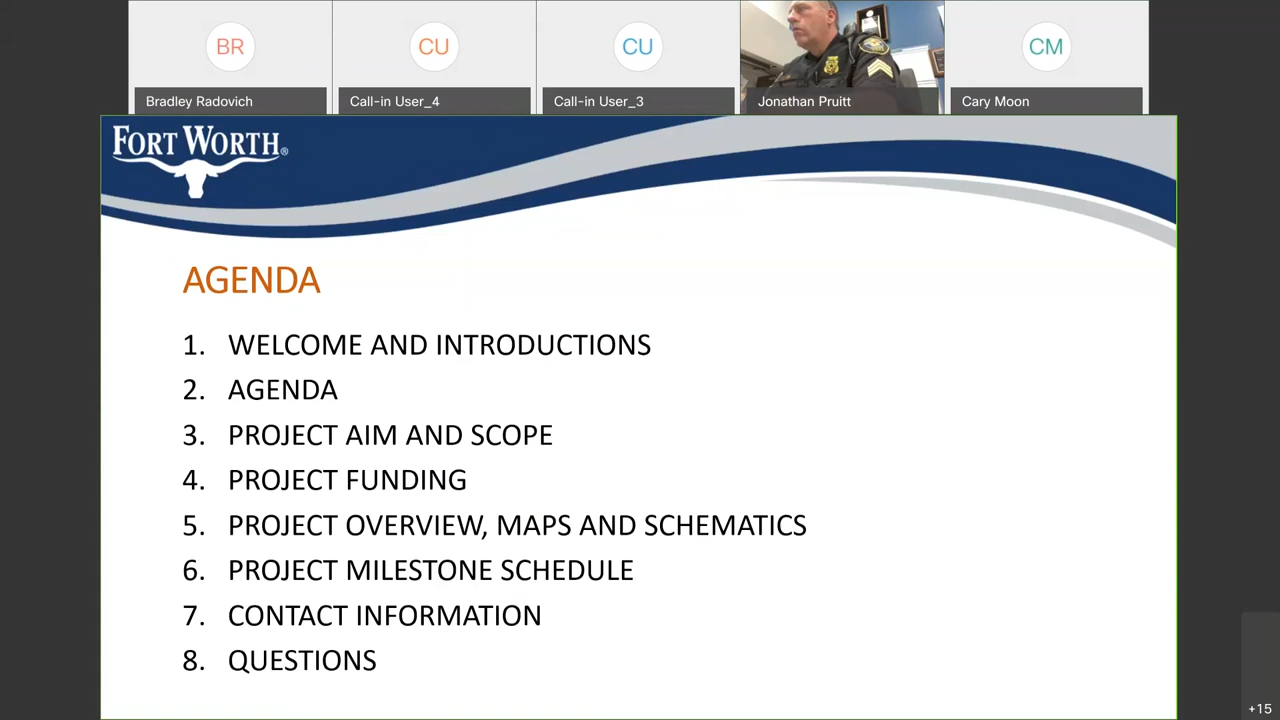 BR
CU
CU
CM
Bradley Radovich
Call-in User_4
Call-in User_3
Jonathan Pruitt
Cary Moon
FORT WORTH®
AGENDA
1. WELCOME AND INTRODUCTIONS
2. AGENDA
3. PROJECT AIM AND SCOPE
4. PROJECT FUNDING
5. PROJECT OVERVIEW, MAPS AND SCHEMATICS
6. PROJECT MILESTONE SCHEDULE
7. CONTACT INFORMATION
8. QUESTIONS
+15